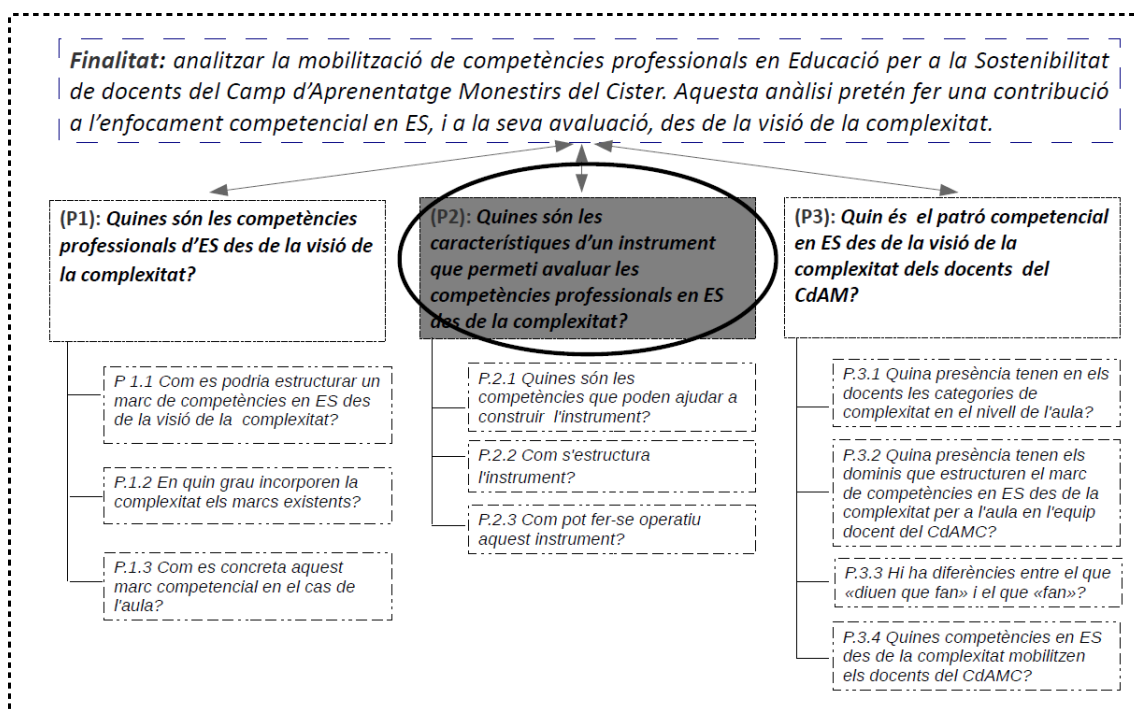 Finalitat: analitzar la mobilització de competències professionals en Educació per a la Sostenibilitat
de docents del Camp d'Aprenentatge Monestirs del Cister. Aquesta anàlisi pretén fer una contribució
a l'enfocament competencial en ES, i a la seva avaluació, des de la visió de la complexitat.
(P1): Quines són les competències
professionals d'ES des de la visió de
la complexitat?
P 1.1 Com es podria estructurar un
marc de competències en ES des
de la visió de la complexitat?
P.1.2 En quin grau incorporen la
complexitat els marcs existents?
P.1.3 Com es concreta aquest
marc competencial en el cas de
l'aula?
(P2): Quines són les
característiques d'un instrument
que permeti avaluar les
competències professionals en ES
des de la complexitat?
P.2.1 Quines són les
competències que poden ajudar a
construir l'instrument?
P.2.2 Com s'estructura
l'instrument?
P.2.3 Com pot fer-se operatiu
aquest instrument?
(P3): Quin és el patró competencial
en ES des de la visió de la
complexitat dels docents del
CdAM?
P.3.1 Quina presència tenen en els
docents les categories de
complexitat en el nivell de l'aula?
P.3.2 Quina presència tenen els
dominis que estructuren el marc
de competències en ES des de la
complexitat per a l'aula en l'equip
docent del CdAMC?
P.3.3 Hi ha diferències entre el que
«diuen que fan» i el que «fan»?
P.3.4 Quines competències en ES
des de la complexitat mobilitzen
els docents del CdAMC?